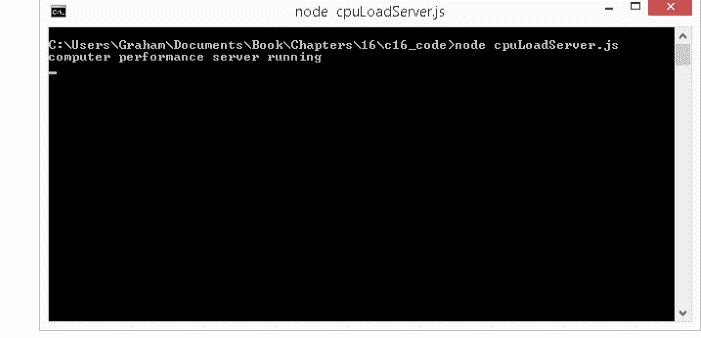 node cpuLoadServer.js
C:\Users\Graham\Documents\Book\Chapters\16\c16_code>node cpuLoadServer.js
computer performance server running